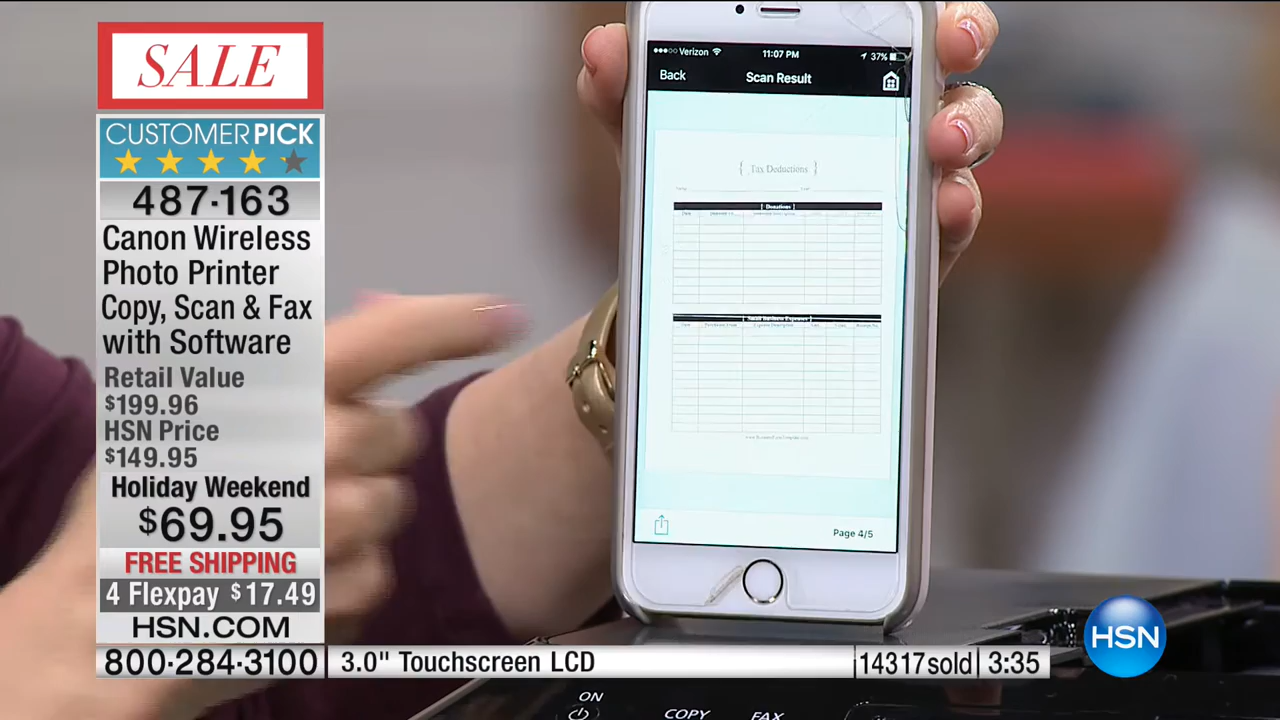 SALE
CUSTOMER PICK
487-163
Canon Wireless
Photo Printer
Copy, Scan & Fax
with Software
Retail Value
$199.96
HSN Price
$149.95
Holiday Weekend
$69.95
FREE SHIPPING
4 Flexpay $17.49
HSN.COM
800-284-3100
3.0" Touchscreen LCD
14317sold
3:35
HSN
Verizon
11:07 PM
37%
Back
Scan Result
{ Tax Deductions }
[ Donations ]
Date
Page 4/5
ON
COPY
FAX